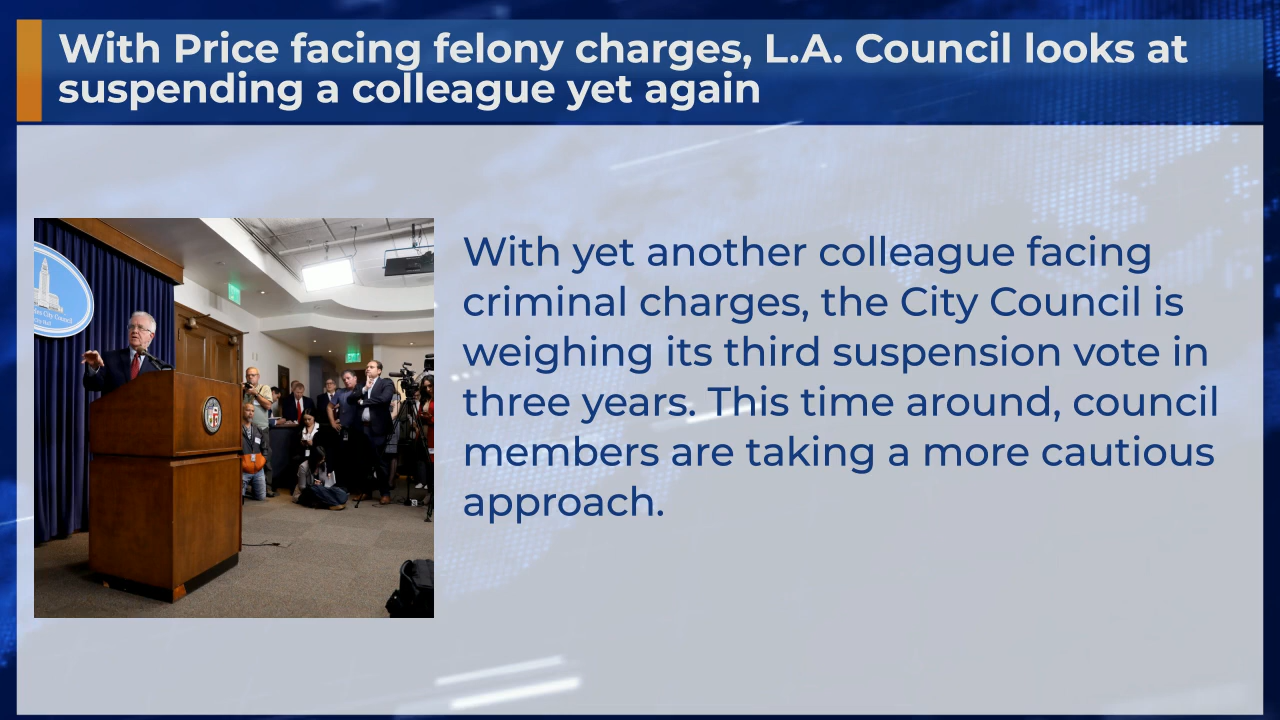 With Price facing felony charges, L.A. Council looks at
suspending a colleague yet again
With yet another colleague facing
criminal charges, the City Council is
weighing its third suspension vote in
three years. This time around, council
members are taking a more cautious
approach.